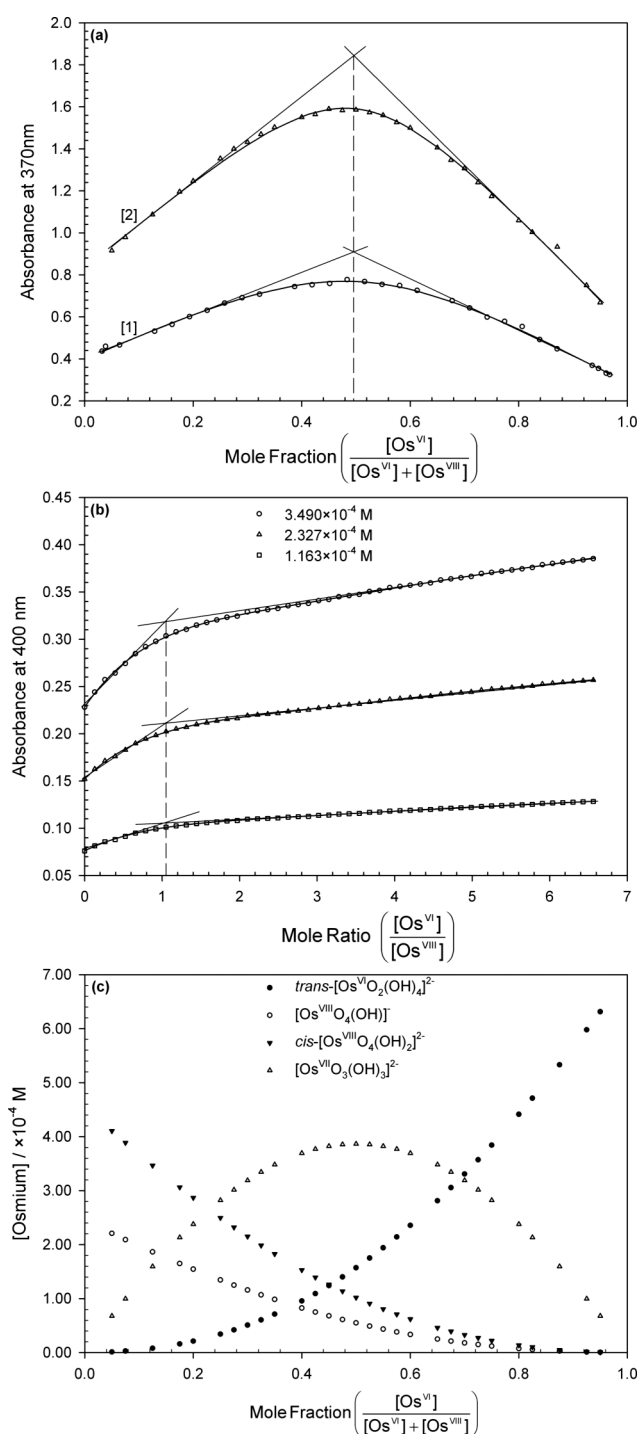 (a)
2.0
1.8
1.6
1.4
1.2
1.0
0.8
0.6
0.4
0.2
Absorbance at 370nm
[2]
[1]
0.0 0.2 0.4 0.6 0.8 1.0
Mole Fraction ([Os^VI] / [Os^VI] + [Os^VIII])
(b)
0.45
0.40
0.35
0.30
0.25
0.20
0.15
0.10
0.05
Absorbance at 400 nm
3.490×10⁻⁴ M
2.327×10⁻⁴ M
1.163×10⁻⁴ M
0 1 2 3 4 5 6 7
Mole Ratio ([Os^VI] / [Os^VIII])
(c)
7.00
6.00
5.00
4.00
3.00
2.00
1.00
0.00
[Osmium] / ×10⁻⁴ M
trans-[Os^VIO₂(OH)₄]²⁻
[Os^VIIIO₄(OH)]⁻
cis-[Os^VIIIO₄(OH)₂]²⁻
[Os^VIIO₃(OH)₃]²⁻
0.0 0.2 0.4 0.6 0.8 1.0
Mole Fraction ([Os^VI] / [Os^VI] + [Os^VIII])